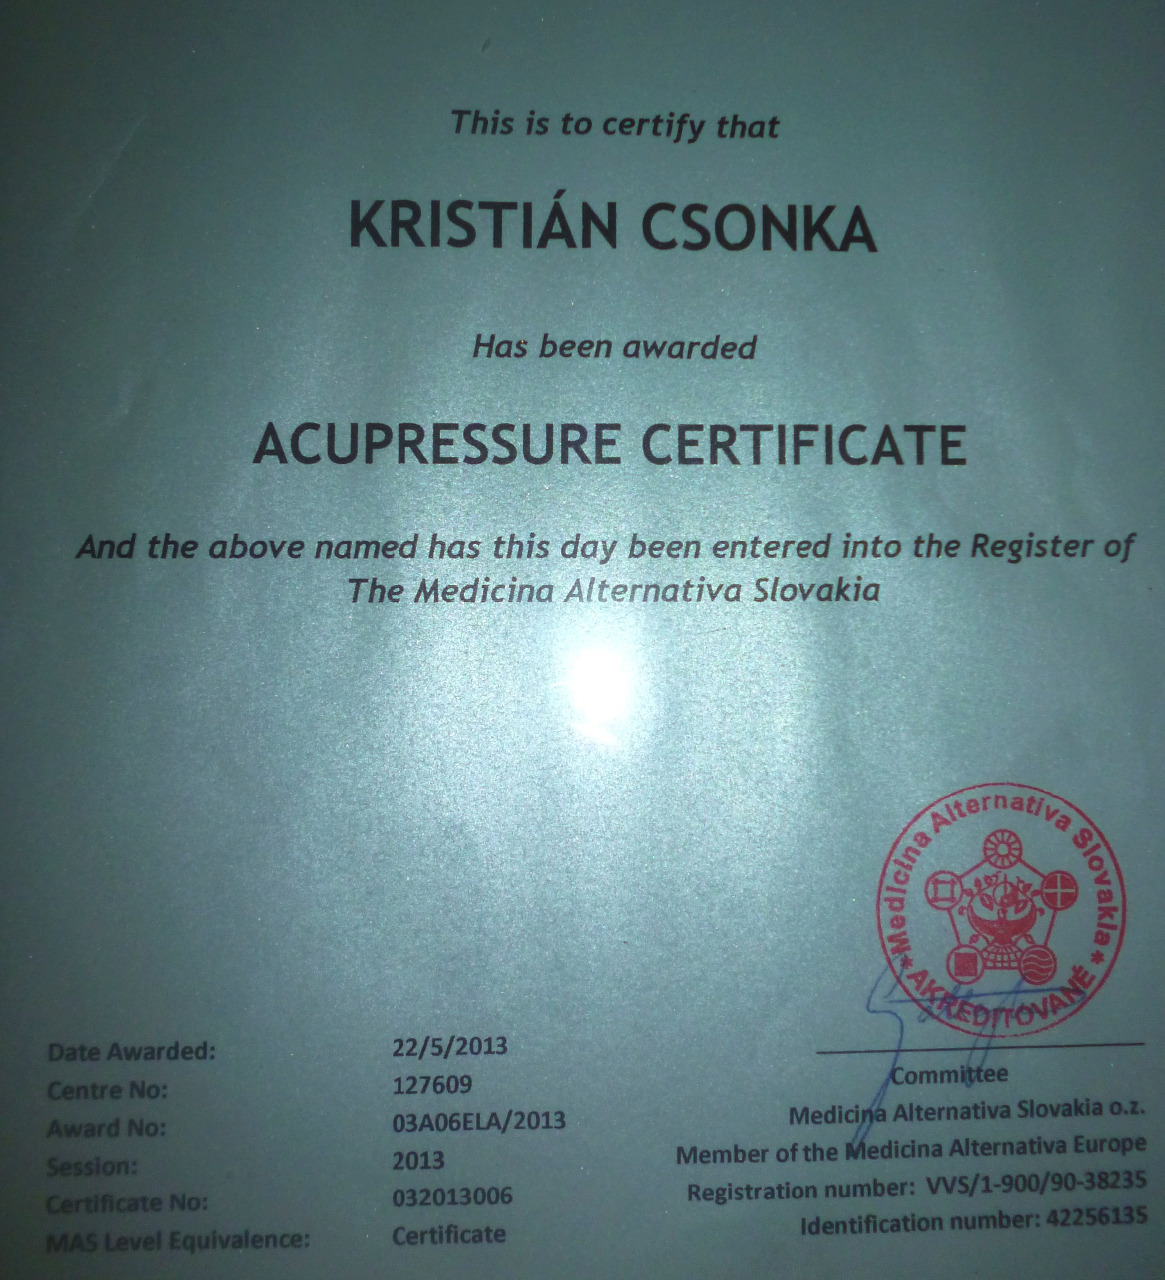 This is to certify that
KRISTIÁN CSONKA
Has been awarded
ACUPRESSURE CERTIFICATE
And the above named has this day been entered into the Register of
The Medicina Alternativa Slovakia
* Medicina Alternativa Slovakia *
AKREDITOVANÉ
Date Awarded: 22/5/2013
Centre No: 127609
Award No: 03A06ELA/2013
Session: 2013
Certificate No: 032013006
MAS Level Equivalence: Certificate
Committee
Medicina Alternativa Slovakia o.z.
Member of the Medicina Alternativa Europe
Registration number: VVS/1-900/90-38235
Identification number: 42256135